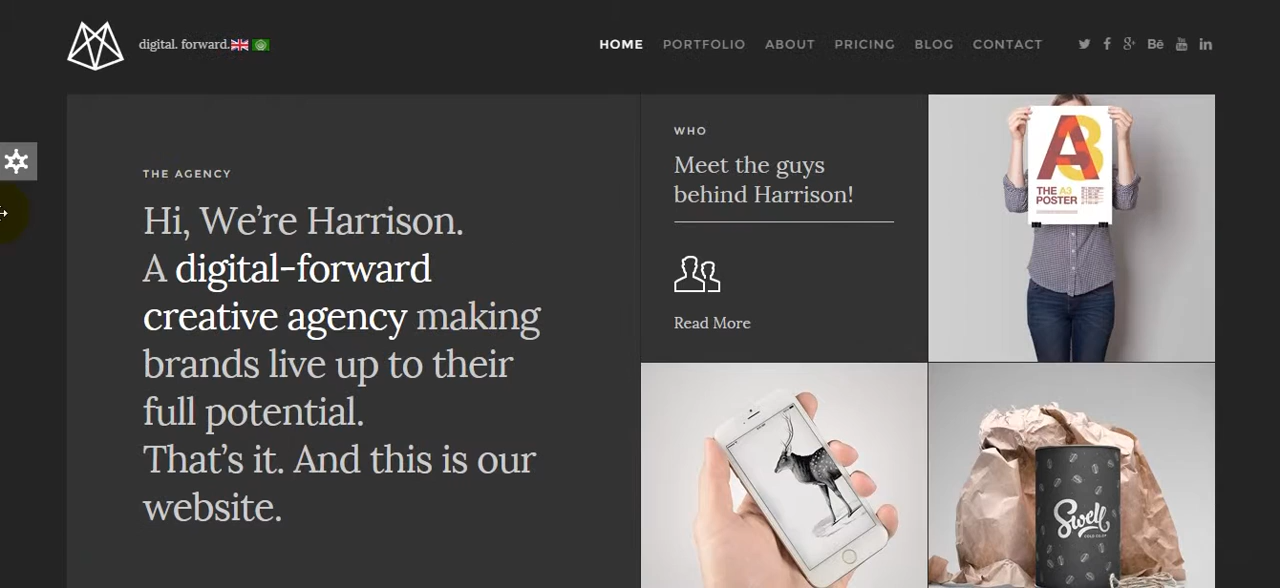 digital. forward.
HOME PORTFOLIO ABOUT PRICING BLOG CONTACT
Bē
THE AGENCY
Hi, We’re Harrison.
A digital-forward
creative agency making
brands live up to their
full potential.
That’s it. And this is our
website.
WHO
Meet the guys
behind Harrison!
Read More
A3
THE A3
POSTER
Swell